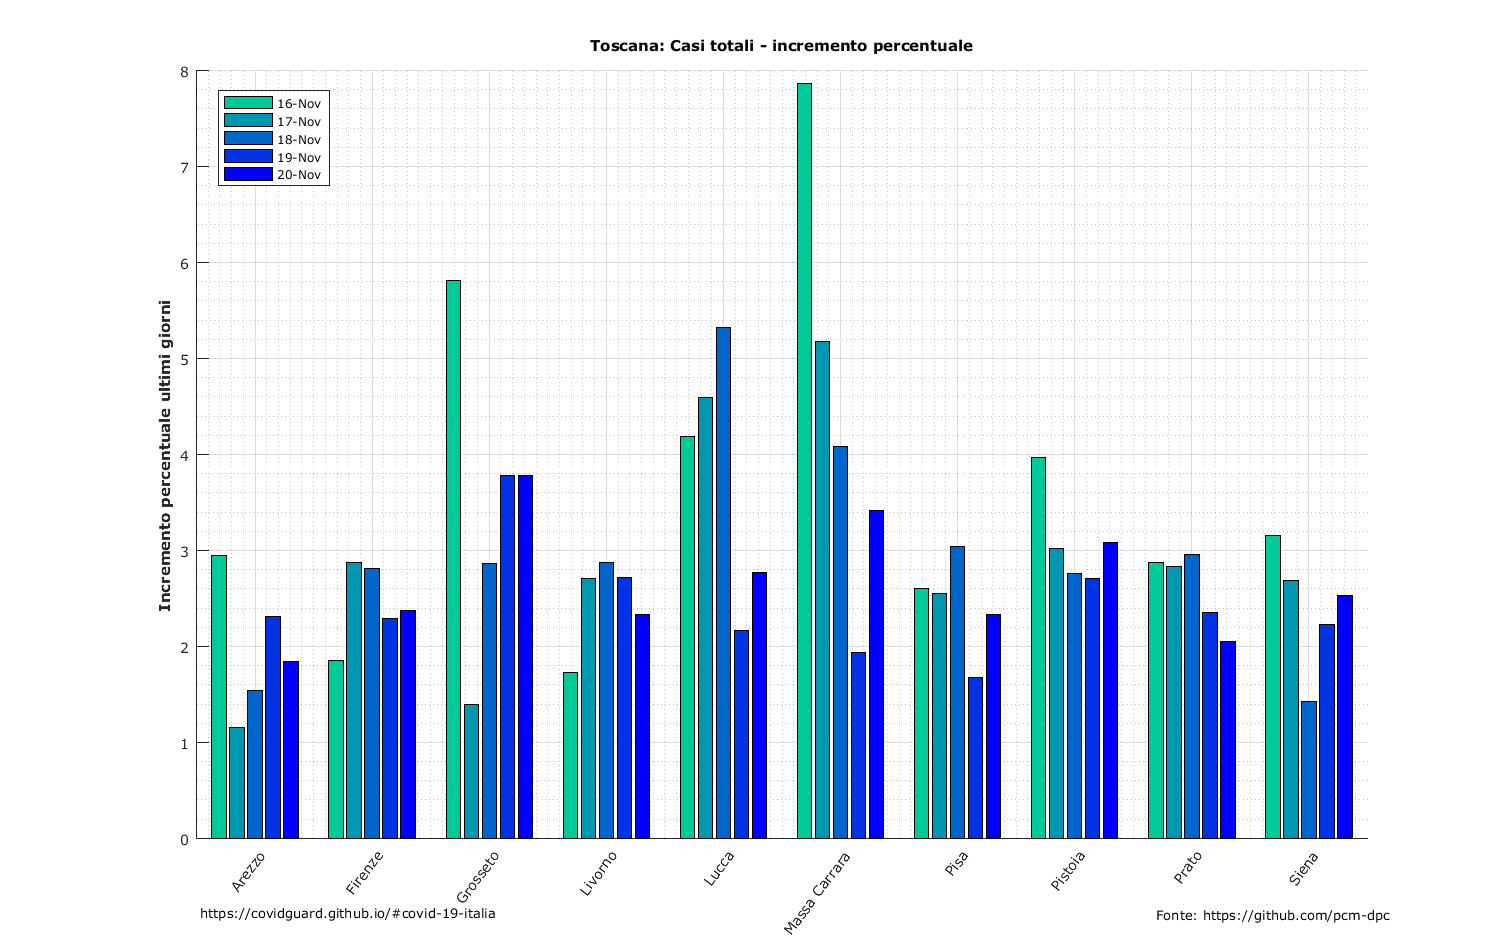 Toscana: Casi totali - incremento percentuale
8
7
6
5
4
3
2
1
0
Incremento percentuale ultimi giorni
16-Nov
17-Nov
18-Nov
19-Nov
20-Nov
Arezzo
Firenze
Grosseto
Livorno
Lucca
Massa Carrara
Pisa
Pistoia
Prato
Siena
https://covidguard.github.io/#covid-19-italia
Fonte: https://github.com/pcm-dpc